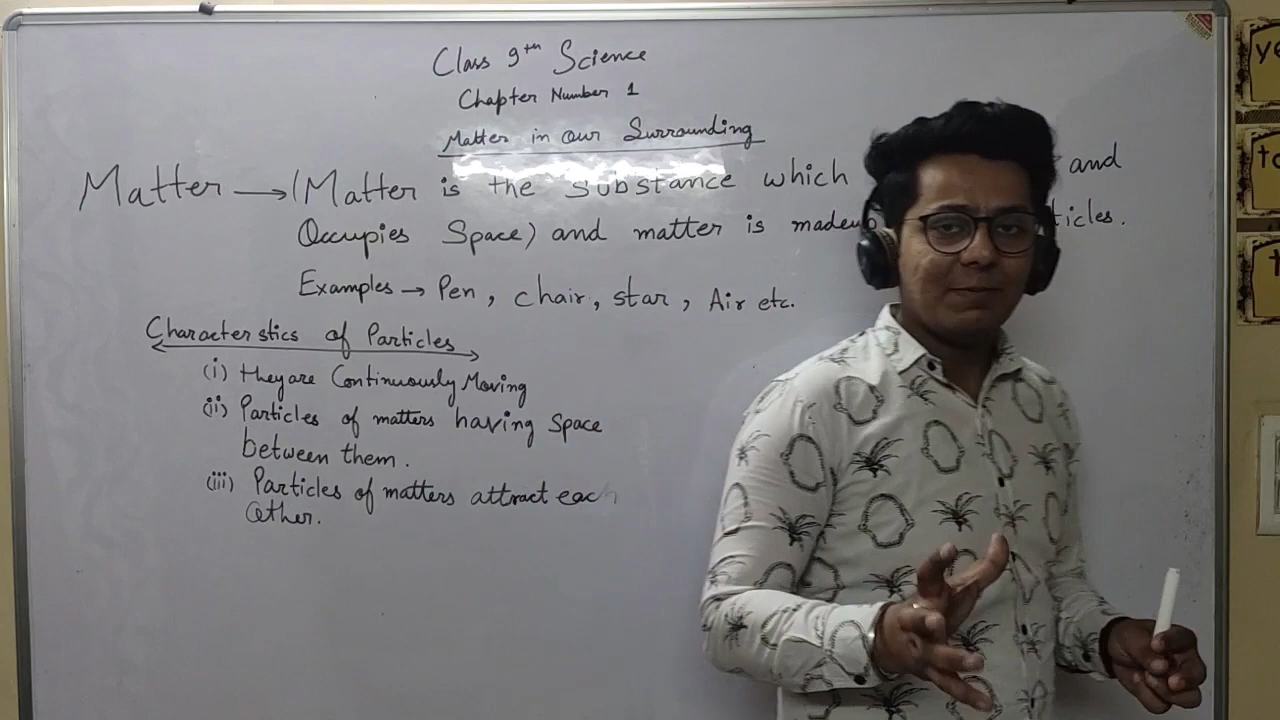 Class 9th Science
Chapter Number 1
Matter in our Surrounding
Matter → (Matter is the substance which and
Occupies Space) and matter is madeup ticles.
Examples → Pen, chair, star, Air etc.
Characterstics of Particles
(i) they are Continuously Moving
(ii) Particles of matters having space
between them.
(iii) Particles of matters attract each
other.